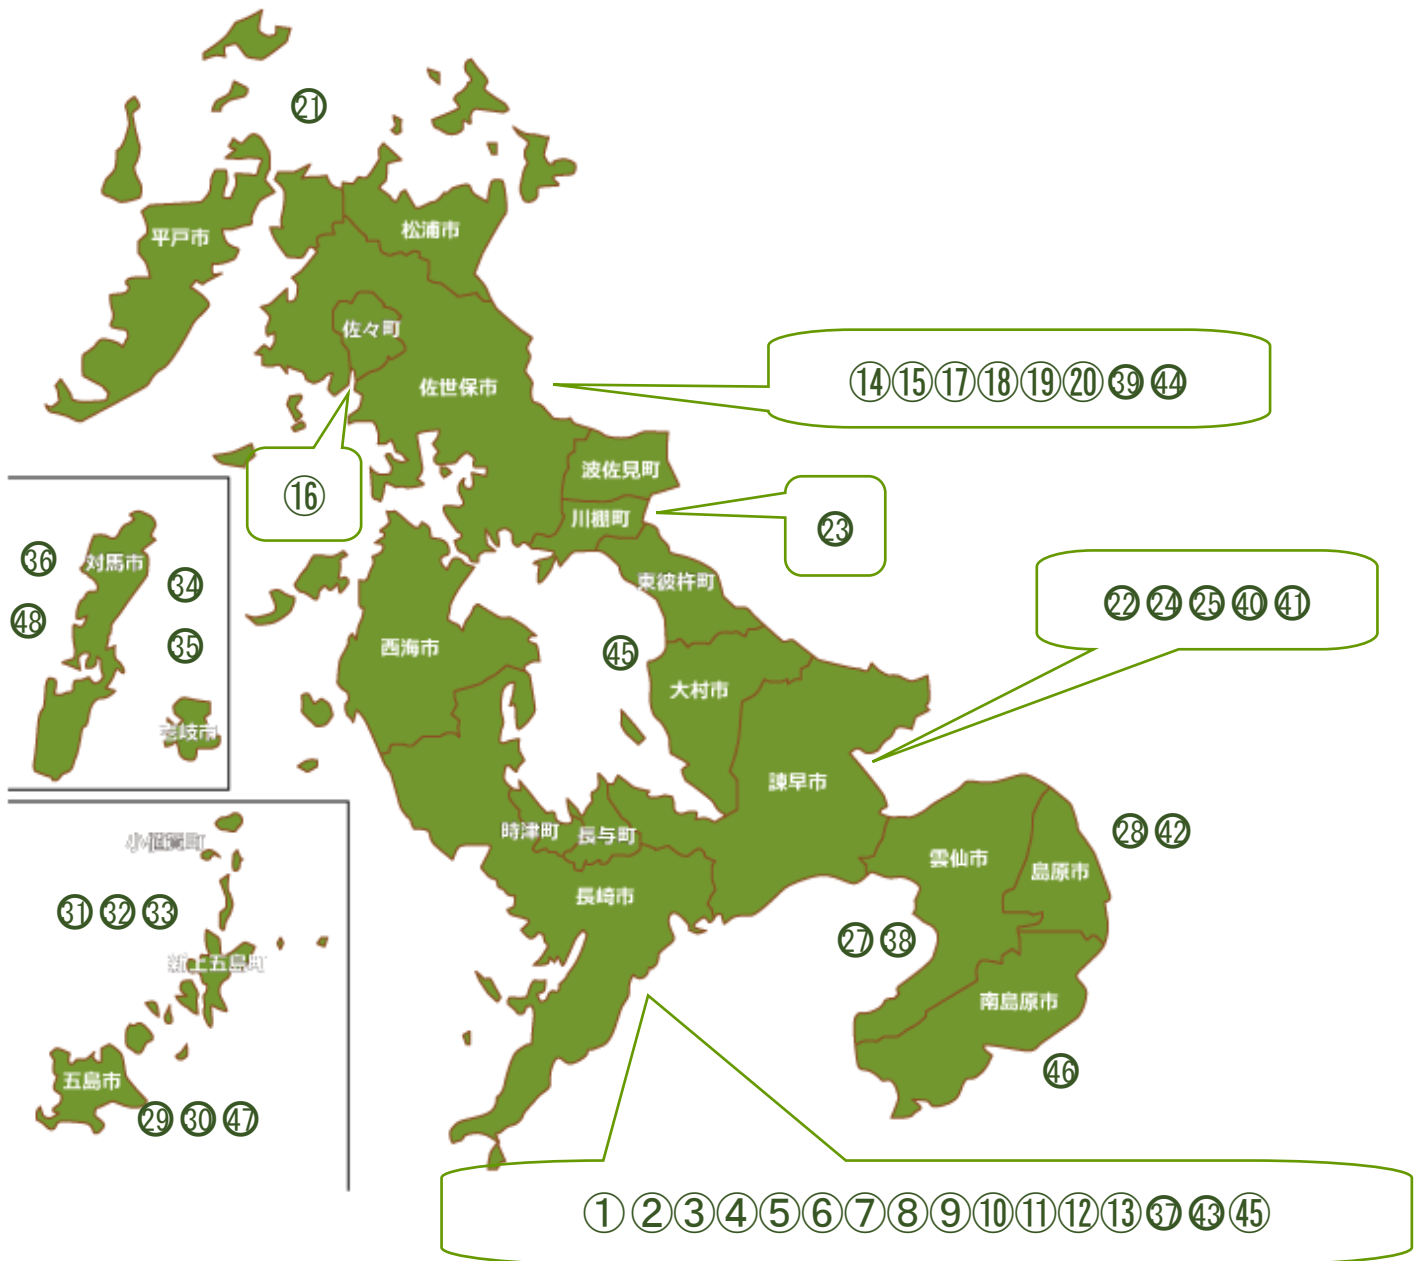 ㉑
松浦市
平戸市
佐々町
佐世保市
⑭⑮⑰⑱⑲⑳㊴㊹
波佐見町
⑯
川棚町
㉓
㊱
対馬市
㉞
東彼杵町
㉒㉔㉕㊵㊶
㊽
㉟
西海市
㊺
大村市
壱岐市
諫早市
時津町
長与町
㉘㊷
小値賀町
雲仙市
島原市
長崎市
㉛㉜㉝
㉗㊳
新上五島町
南島原市
㊻
五島市
㉙㉚㊼
①②③④⑤⑥⑦⑧⑨⑩⑪⑫⑬㊲㊸㊺